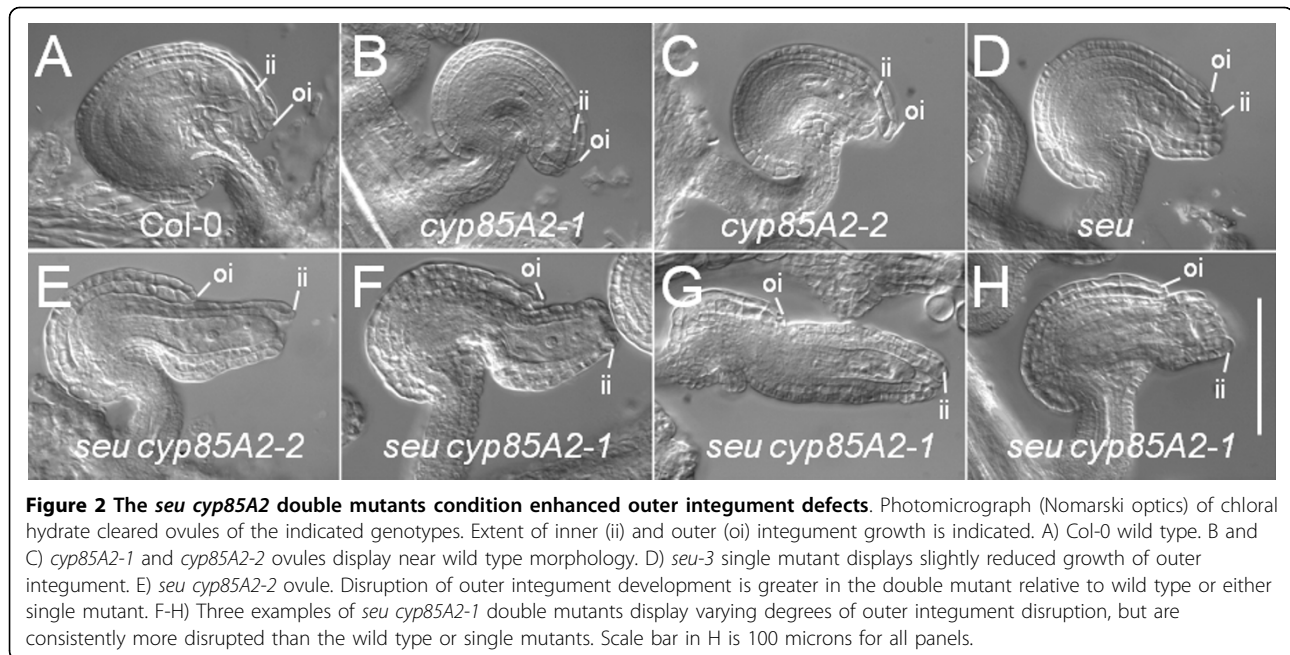 A
ii
oi
Col-0
B
ii
oi
cyp85A2-1
C
ii
oi
cyp85A2-2
D
oi
ii
seu
E
oi
ii
seu cyp85A2-2
F
oi
ii
seu cyp85A2-1
G
oi
ii
seu cyp85A2-1
H
oi
ii
seu cyp85A2-1
Figure 2 The seu cyp85A2 double mutants condition enhanced outer integument defects. Photomicrograph (Nomarski optics) of chloral
hydrate cleared ovules of the indicated genotypes. Extent of inner (ii) and outer (oi) integument growth is indicated. A) Col-0 wild type. B and
C) cyp85A2-1 and cyp85A2-2 ovules display near wild type morphology. D) seu-3 single mutant displays slightly reduced growth of outer
integument. E) seu cyp85A2-2 ovule. Disruption of outer integument development is greater in the double mutant relative to wild type or either
single mutant. F-H) Three examples of seu cyp85A2-1 double mutants display varying degrees of outer integument disruption, but are
consistently more disrupted than the wild type or single mutants. Scale bar in H is 100 microns for all panels.